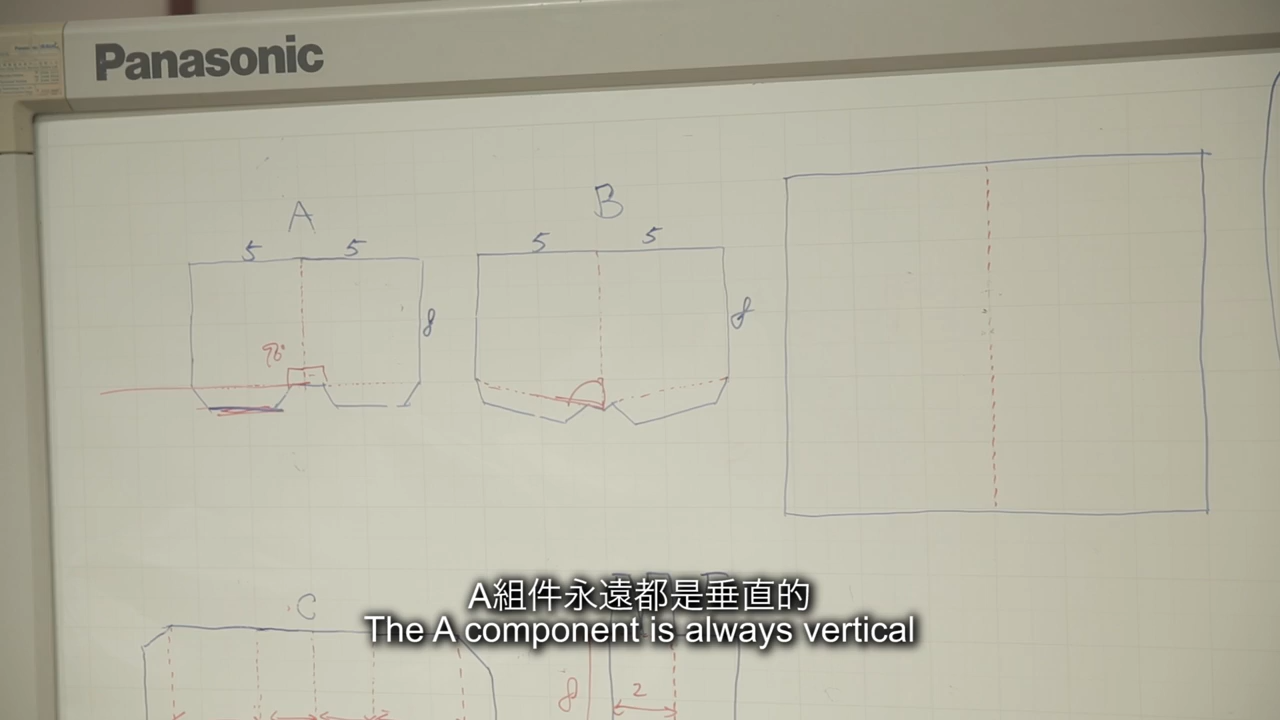 Panasonic
A
B
5 5
5 5
8
8
90°
C
8
2
A組件永遠都是垂直的
The A component is always vertical